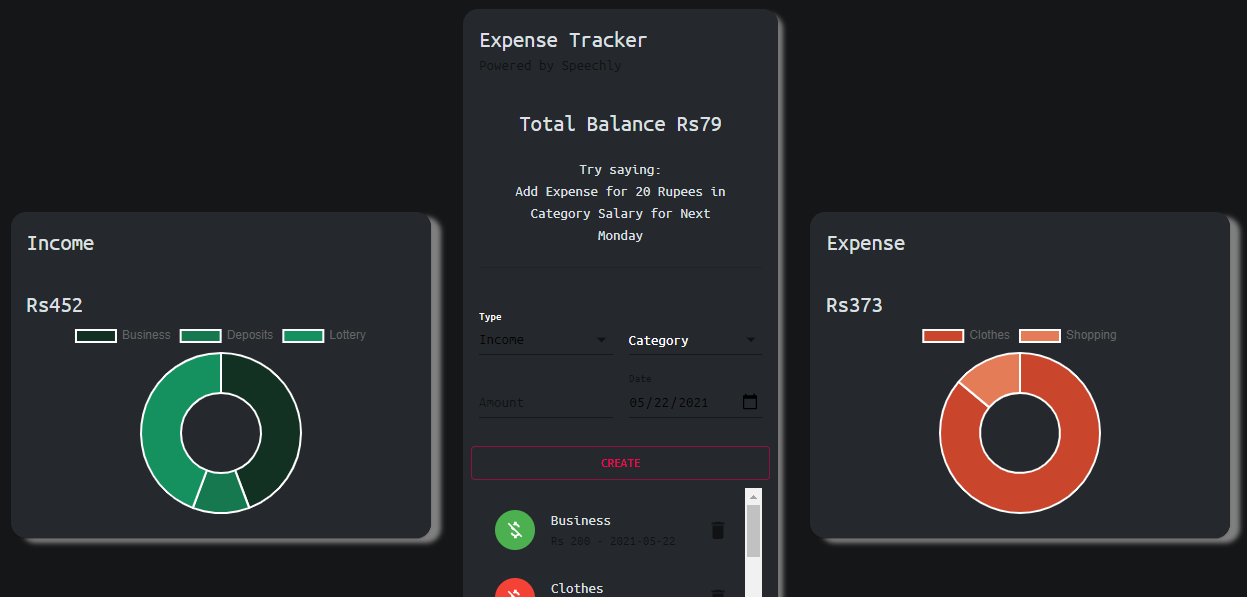 Expense Tracker
Powered by Speechly
Total Balance Rs79
Try saying:
Add Expense for 20 Rupees in
Category Salary for Next
Monday
Income
Rs452
Business Deposits Lottery
Type
Income
Category
Amount
Date
05/22/2021
CREATE
Business
Rs 200 - 2021-05-22
Clothes
Expense
Rs373
Clothes Shopping